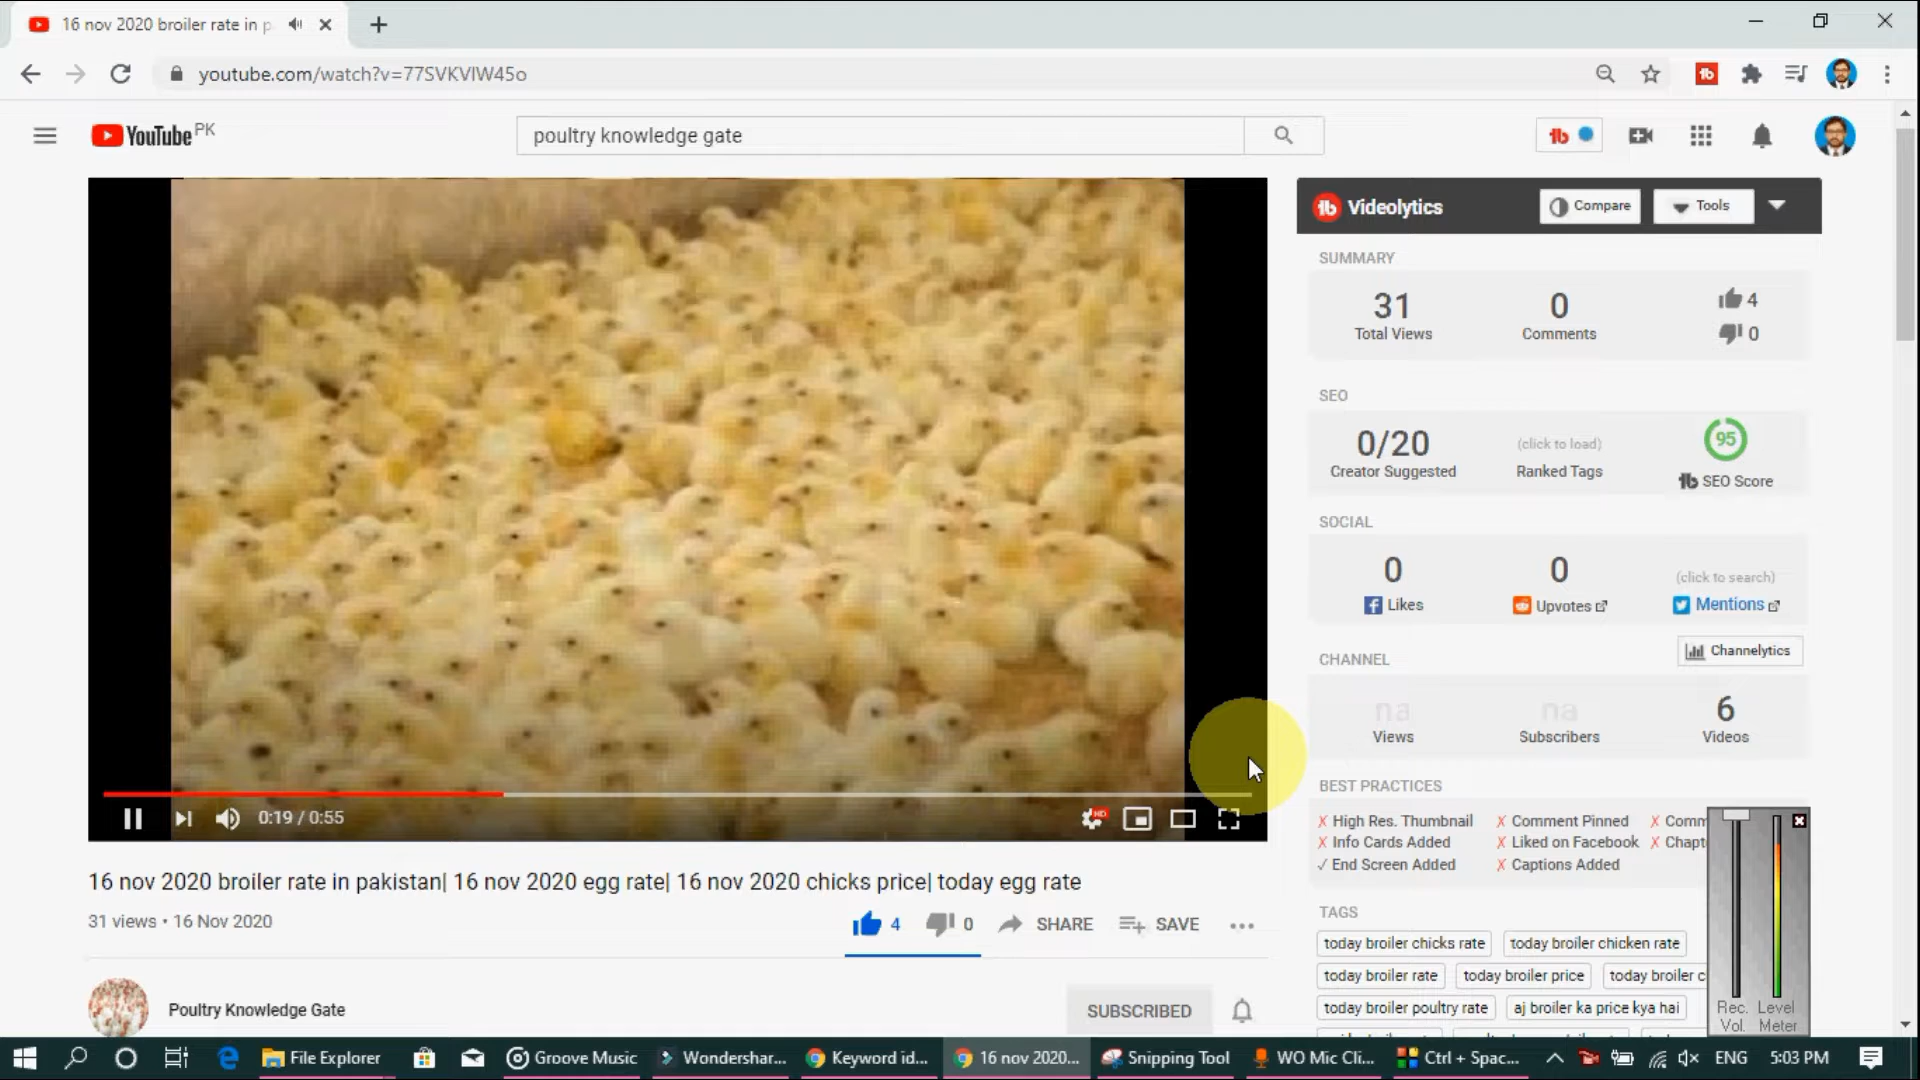 16 nov 2020 broiler rate in p
youtube.com/watch?v=77SVKVIW45o
YouTube PK
poultry knowledge gate
Videolytics
Compare
Tools
SUMMARY
31
0
4
Total Views
Comments
0
SEO
0/20
(click to load)
95
Creator Suggested
Ranked Tags
SEO Score
SOCIAL
0
0
(click to search)
Likes
Upvotes
Mentions
CHANNEL
Channelytics
na
na
6
Views
Subscribers
Videos
BEST PRACTICES
X High Res. Thumbnail X Comment Pinned X Comm
X Info Cards Added X Liked on Facebook X Chapt
✓ End Screen Added X Captions Added
TAGS
today broiler chicks rate
today broiler chicken rate
today broiler rate
today broiler price
today broiler c
today broiler poultry rate
aj broiler ka price kya hai
Rec. Level
Vol. Meter
0:19 / 0:55
HD
16 nov 2020 broiler rate in pakistan| 16 nov 2020 egg rate| 16 nov 2020 chicks price| today egg rate
31 views • 16 Nov 2020
4
0
SHARE
SAVE
Poultry Knowledge Gate
SUBSCRIBED
File Explorer
Groove Music
Wondershar...
Keyword id...
16 nov 2020...
Snipping Tool
WO Mic Cli...
Ctrl + Spac...
ENG
5:03 PM